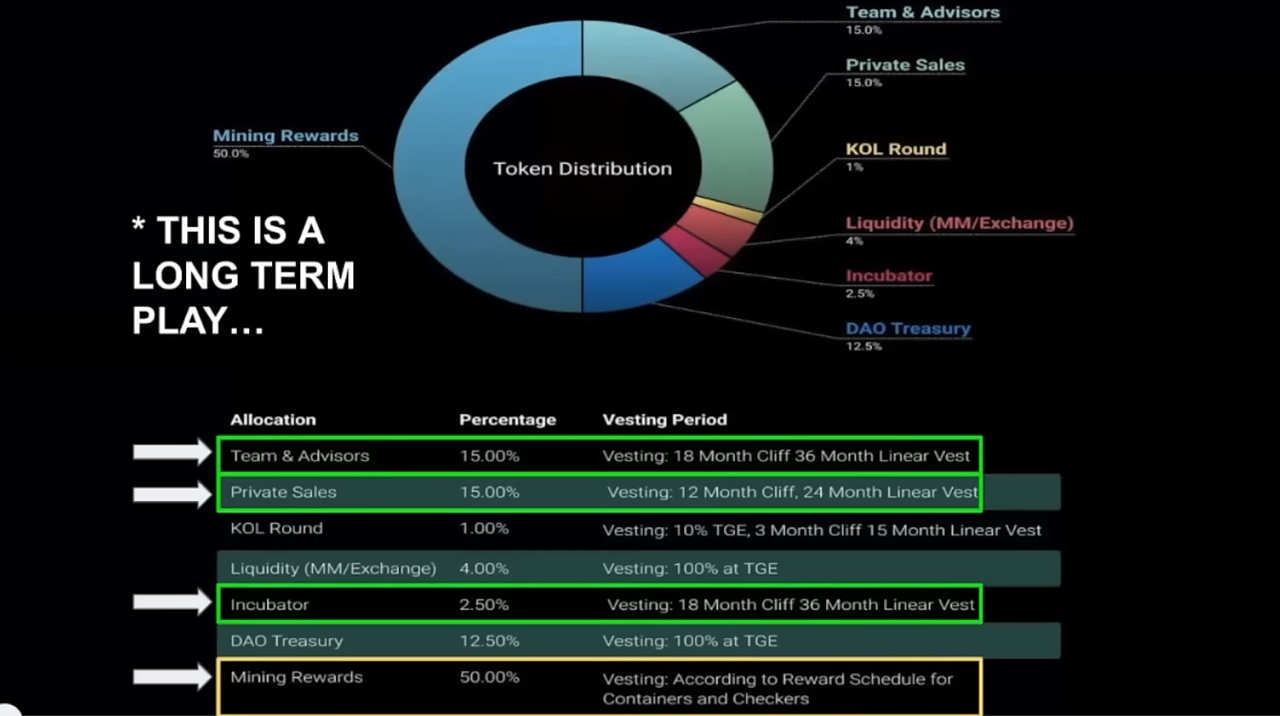 Team & Advisors
15.0%
Private Sales
15.0%
Mining Rewards
50.0%
KOL Round
1%
Token Distribution
* THIS IS A
LONG TERM
PLAY...
Liquidity (MM/Exchange)
4%
Incubator
2.5%
DAO Treasury
12.5%
Allocation Percentage Vesting Period
Team & Advisors 15.00% Vesting: 18 Month Cliff 36 Month Linear Vest
Private Sales 15.00% Vesting: 12 Month Cliff, 24 Month Linear Vest
KOL Round 1.00% Vesting: 10% TGE, 3 Month Cliff 15 Month Linear Vest
Liquidity (MM/Exchange) 4.00% Vesting: 100% at TGE
Incubator 2.50% Vesting: 18 Month Cliff 36 Month Linear Vest
DAO Treasury 12.50% Vesting: 100% at TGE
Mining Rewards 50.00% Vesting: According to Reward Schedule for
Containers and Checkers